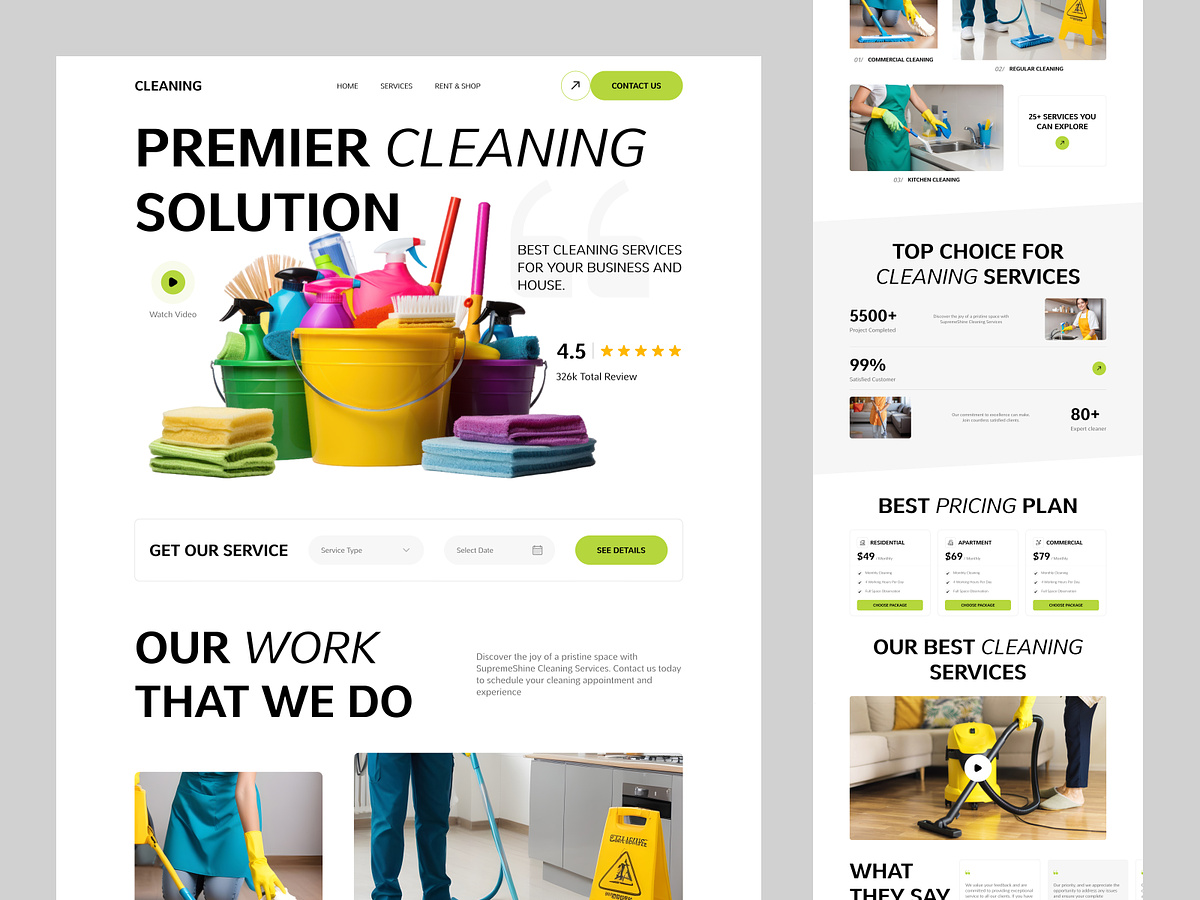 CLEANING
HOME
SERVICES
RENT & SHOP
CONTACT US
PREMIER CLEANING
SOLUTION
BEST CLEANING SERVICES
FOR YOUR BUSINESS AND
HOUSE.
Watch Video
4.5
326k Total Review
GET OUR SERVICE
Service Type
Select Date
SEE DETAILS
OUR WORK
THAT WE DO
Discover the joy of a pristine space with
SupremeShine Cleaning Services. Contact us today
to schedule your cleaning appointment and
experience
01/ COMMERCIAL CLEANING
02/ REGULAR CLEANING
25+ SERVICES YOU
CAN EXPLORE
03/ KITCHEN CLEANING
TOP CHOICE FOR
CLEANING SERVICES
5500+
Project Completed
Discover the joy of a pristine space with
SupremeShine Cleaning Services
99%
Satisfied Customer
Our commitment to excellence can make.
Join countless satisfied clients
80+
Expert cleaner
BEST PRICING PLAN
RESIDENTIAL
$49 / Monthly
Monthly Cleaning
4 Working Hours Per Day
Full Space Observation
CHOOSE PACKAGE
APARTMENT
$69 / Monthly
Monthly Cleaning
4 Working Hours Per Day
Full Space Observation
CHOOSE PACKAGE
COMMERCIAL
$79 / Monthly
Monthly Cleaning
4 Working Hours Per Day
Full Space Observation
CHOOSE PACKAGE
OUR BEST CLEANING
SERVICES
WHAT
THEY SAY
We value your feedback and are
committed to providing exceptional
service to all our clients. If you have
Our priority, and we appreciate the
opportunity to address any issues
and ensure your complete